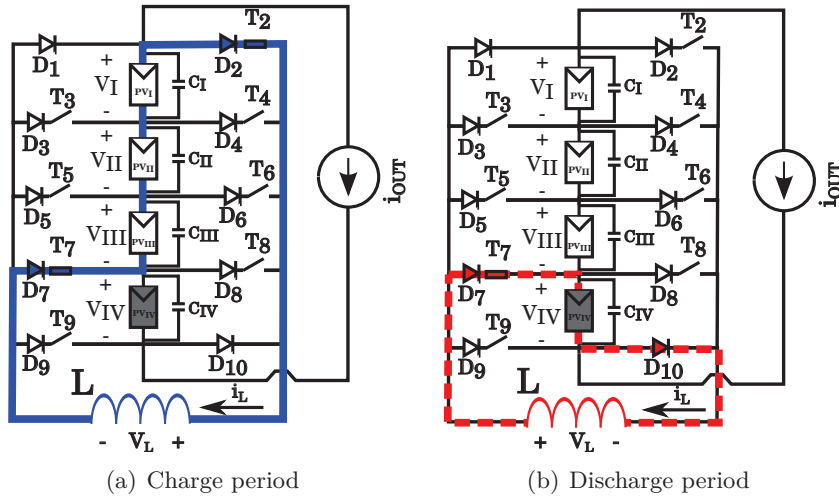 T2
D1
D2
+
VI
-
PVI
CI
T3
T4
D3
D4
+
VII
-
PVII
CII
T5
T6
D5
D6
+
VIII
PVIII
CIII
T7
T8
D7
D8
+
VIV
-
PVIV
CIV
T9
D9
D10
iOUT
L
iL
- VL +
(a) Charge period
T2
D1
D2
+
VI
-
PVI
CI
T3
T4
D3
D4
+
VII
-
PVII
CII
T5
T6
D5
D6
+
VIII
PVIII
CIII
T7
T8
D7
D8
+
VIV
-
PVIV
CIV
T9
D9
D10
iOUT
L
iL
+ VL -
(b) Discharge period